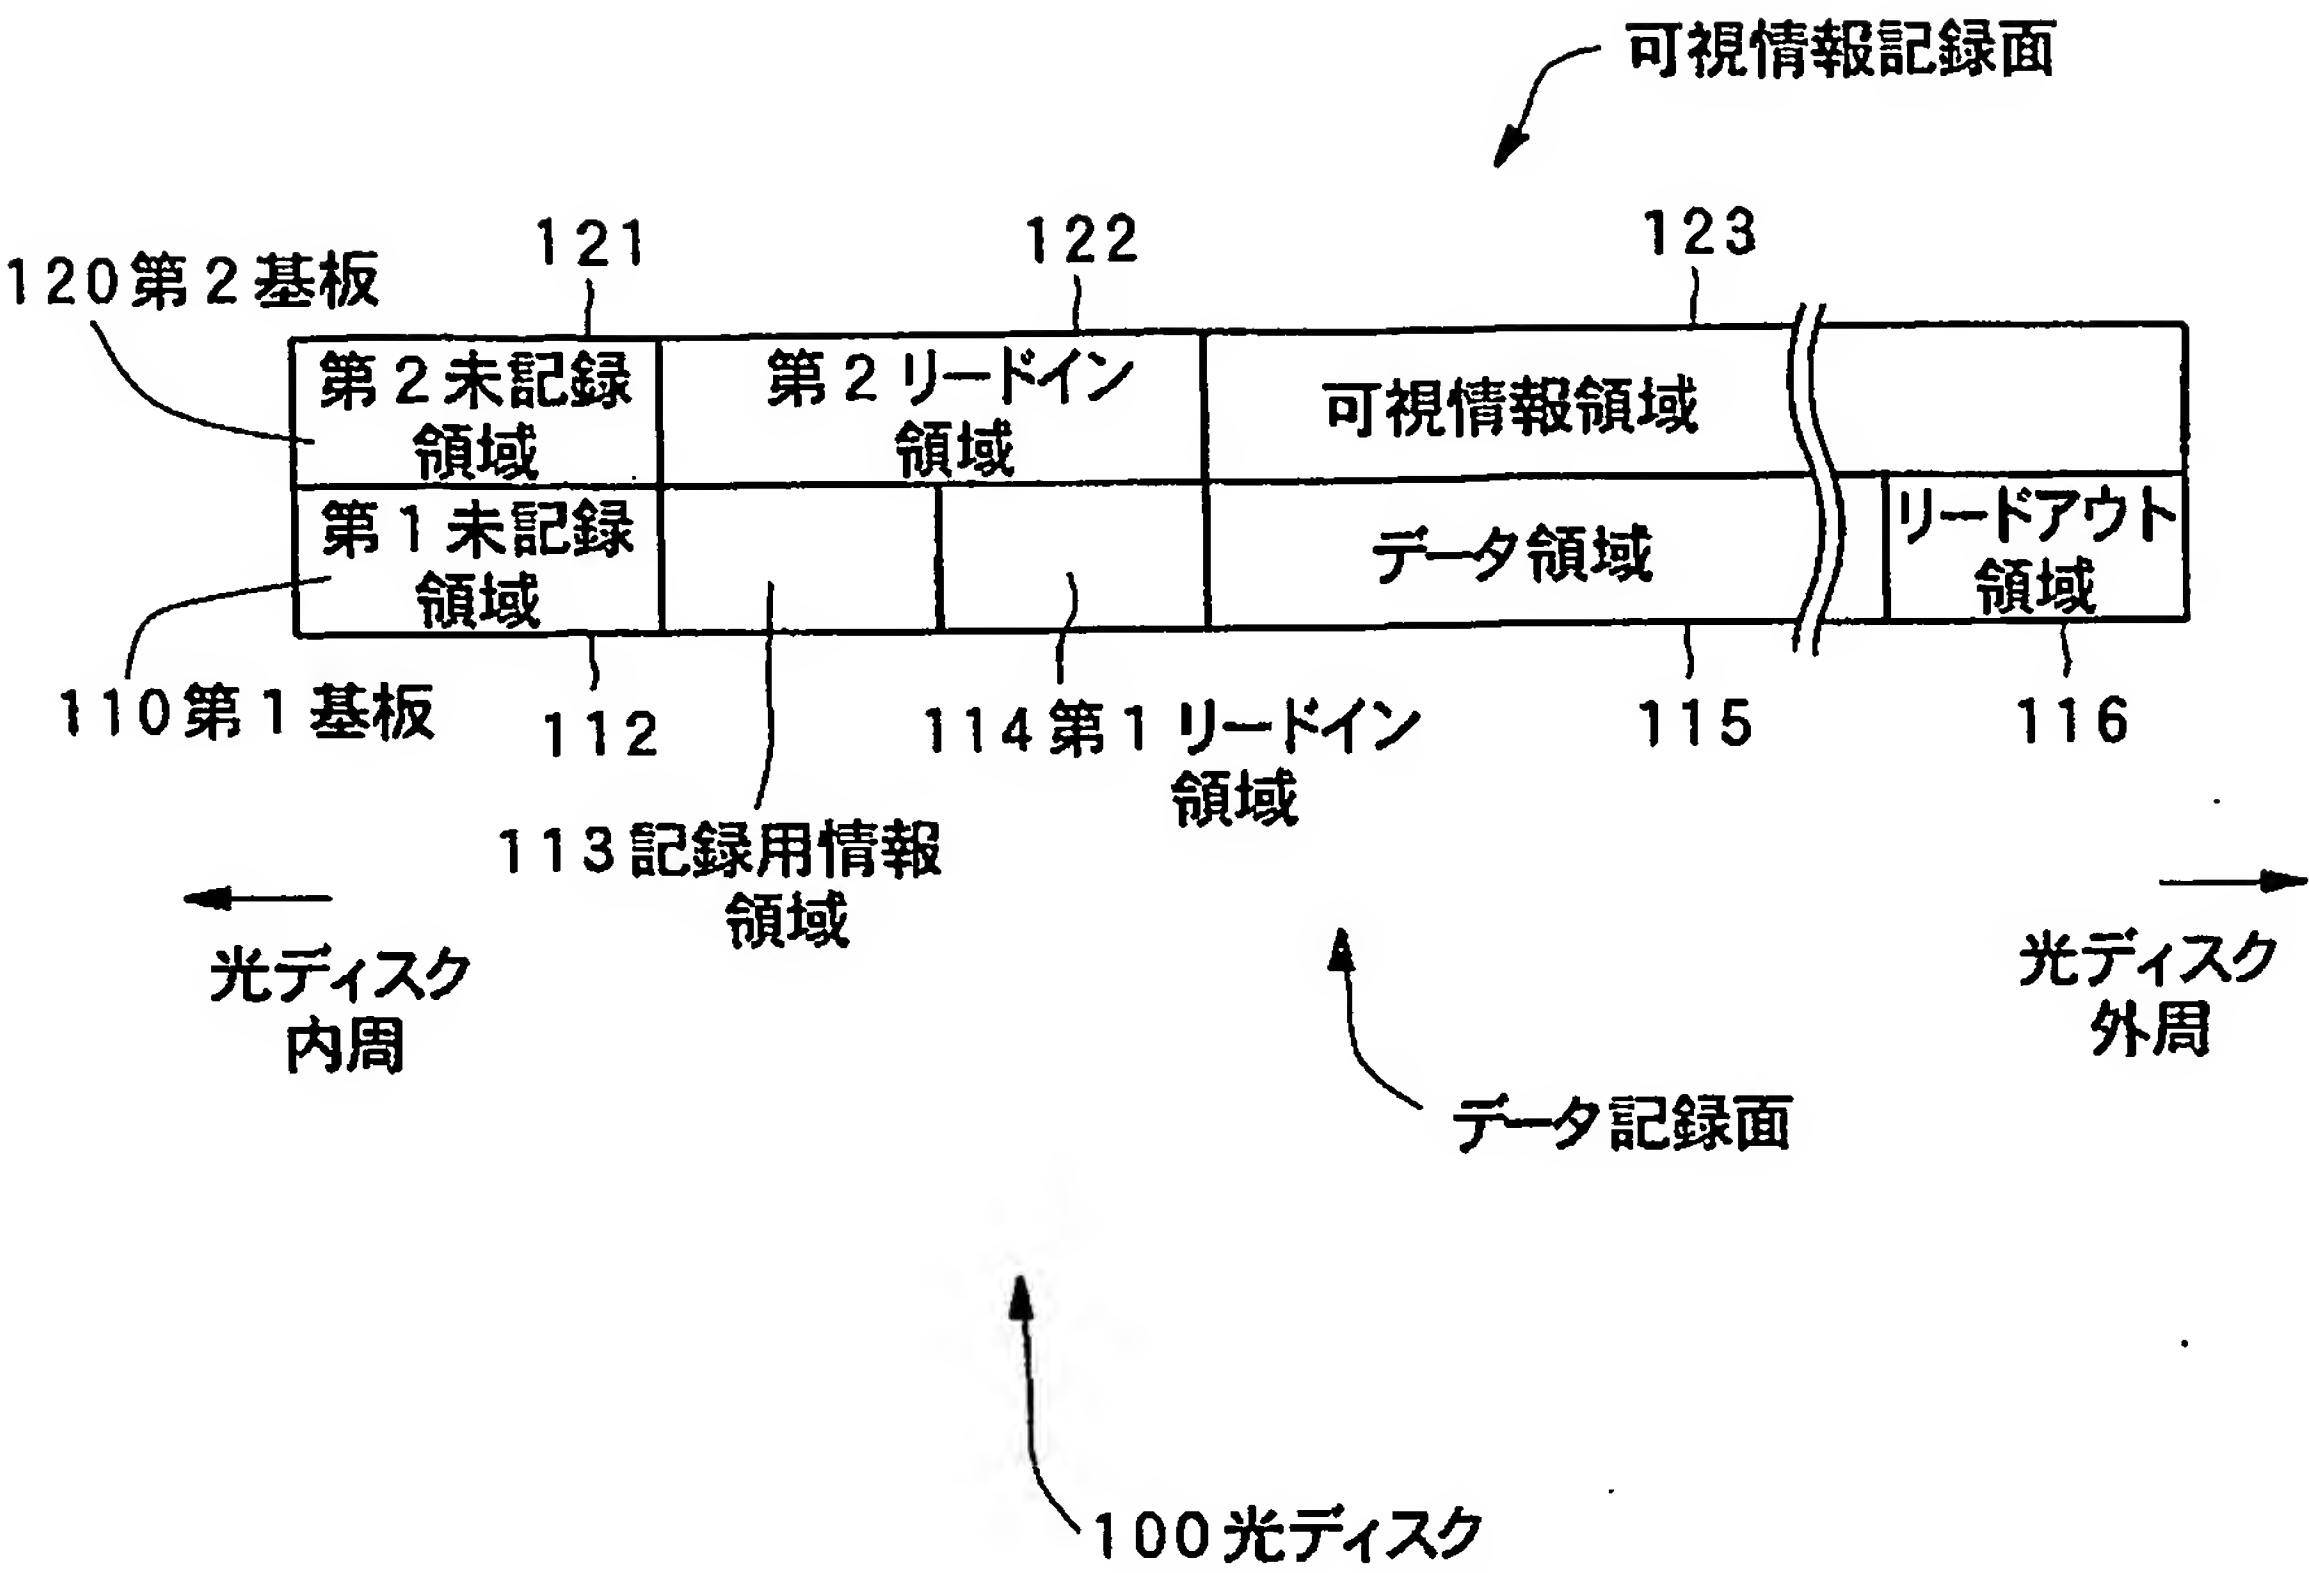 可視情報記録面
121
122
123
120第2基板
第2未記録
領域
第2リードイン
領域
可視情報領域
第1未記録
領域
データ領域
リードアウト
領域
110第1基板
112
114第1リードイン
領域
115
116
113記録用情報
領域
光ディスク
内周
光ディスク
外周
データ記録面
100光ディスク